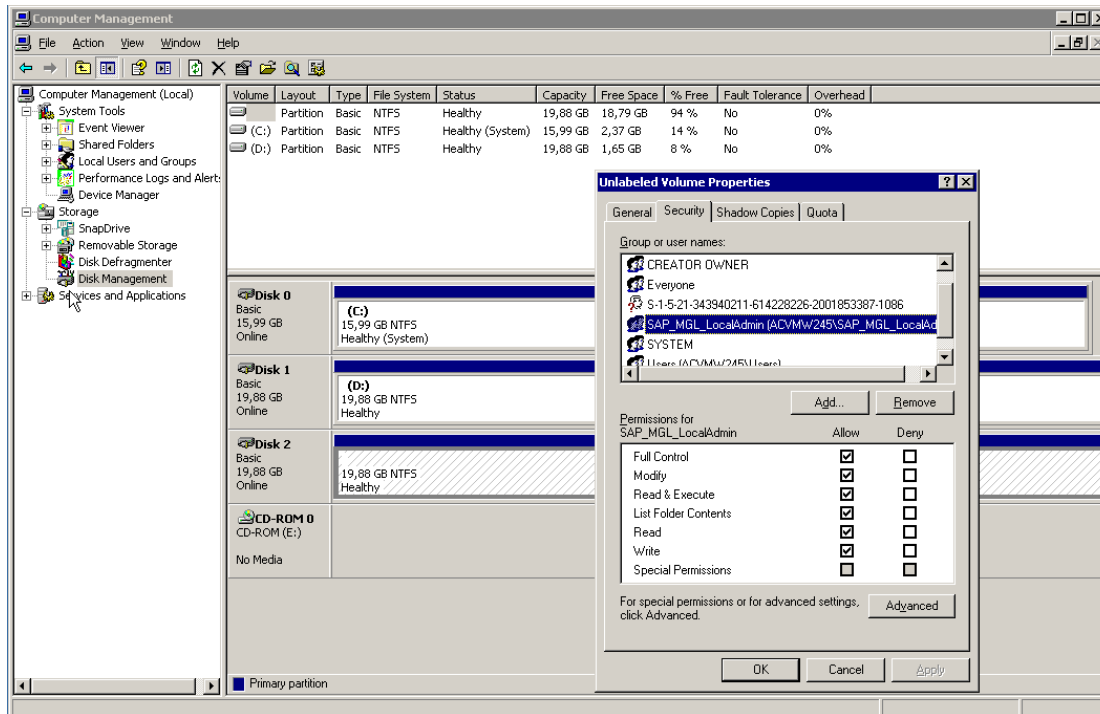 Computer Management
File Action View Window Help
Computer Management (Local)
System Tools
Event Viewer
Shared Folders
Local Users and Groups
Performance Logs and Alert:
Device Manager
Storage
SnapDrive
Removable Storage
Disk Defragmenter
Disk Management
Services and Applications
Volume Layout Type File System Status Capacity Free Space % Free Fault Tolerance Overhead
Partition Basic NTFS Healthy 19,88 GB 18,79 GB 94 % No 0%
(C:) Partition Basic NTFS Healthy (System) 15,99 GB 2,37 GB 14 % No 0%
(D:) Partition Basic NTFS Healthy 19,88 GB 1,65 GB 8 % No 0%
Disk 0
Basic
15,99 GB
Online
(C:)
15,99 GB NTFS
Healthy (System)
Disk 1
Basic
19,88 GB
Online
(D:)
19,88 GB NTFS
Healthy
Disk 2
Basic
19,88 GB
Online
19,88 GB NTFS
Healthy
CD-ROM 0
CD-ROM (E:)
No Media
Primary partition
Unlabeled Volume Properties
General Security Shadow Copies Quota
Group or user names:
CREATOR OWNER
Everyone
S-1-5-21-343940211-614228226-2001853387-1086
SAP_MGL_LocalAdmin (ACVMW245\SAP_MGL_LocalAd
SYSTEM
Users (ACVMW245\Users)
Add... Remove
Permissions for
SAP_MGL_LocalAdmin Allow Deny
Full Control
Modify
Read & Execute
List Folder Contents
Read
Write
Special Permissions
For special permissions or for advanced settings,
click Advanced.
Advanced
OK Cancel Apply